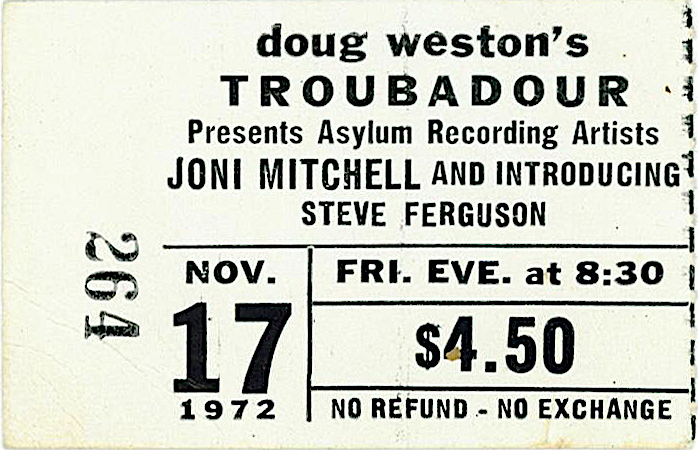 doug weston's
TROUBADOUR
Presents Asylum Recording Artists
JONI MITCHELL AND INTRODUCING
STEVE FERGUSON
264
NOV.
17
1972
FRI. EVE. at 8:30
$4.50
NO REFUND - NO EXCHANGE